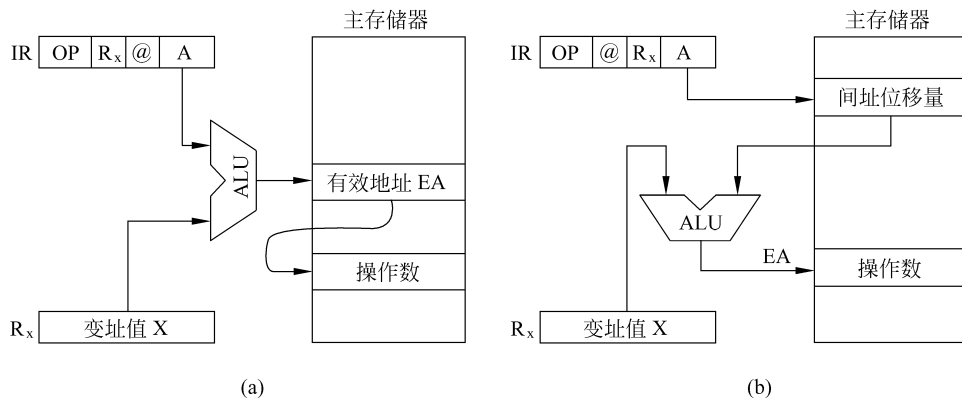 主存储器
IR OP Rx @ A
ALU
有效地址 EA
操作数
Rx 变址值 X
(a)
主存储器
IR OP @ Rx A
间址位移量
ALU
EA
操作数
Rx 变址值 X
(b)